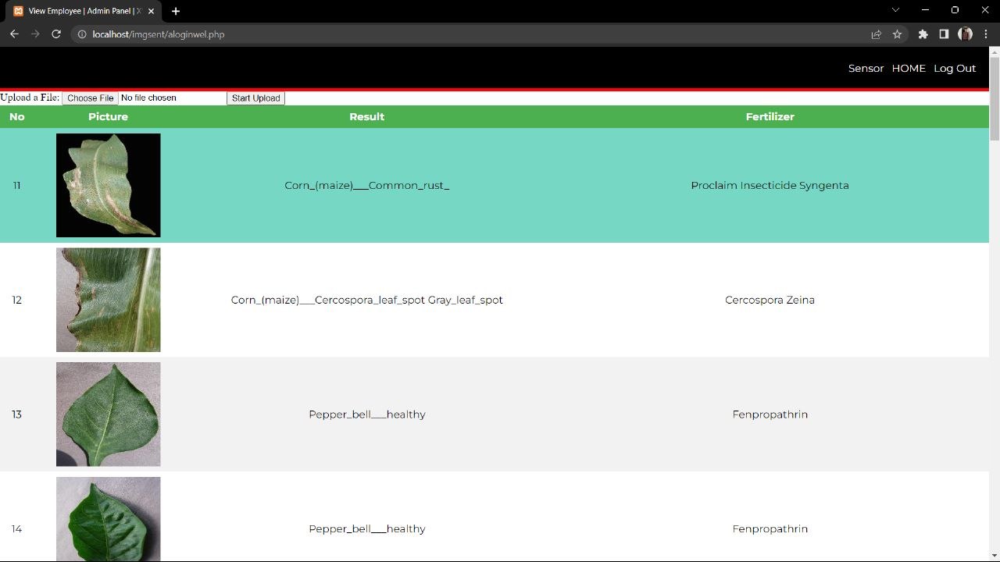 View Employee | Admin Panel | X
localhost/imgsent/aloginwel.php
Sensor HOME Log Out
Upload a File: Choose File No file chosen Start Upload
No Picture Result Fertilizer
11 Corn_(maize)___Common_rust_ Proclaim Insecticide Syngenta
12 Corn_(maize)___Cercospora_leaf_spot Gray_leaf_spot Cercospora Zeina
13 Pepper_bell___healthy Fenpropathrin
14 Pepper_bell___healthy Fenpropathrin